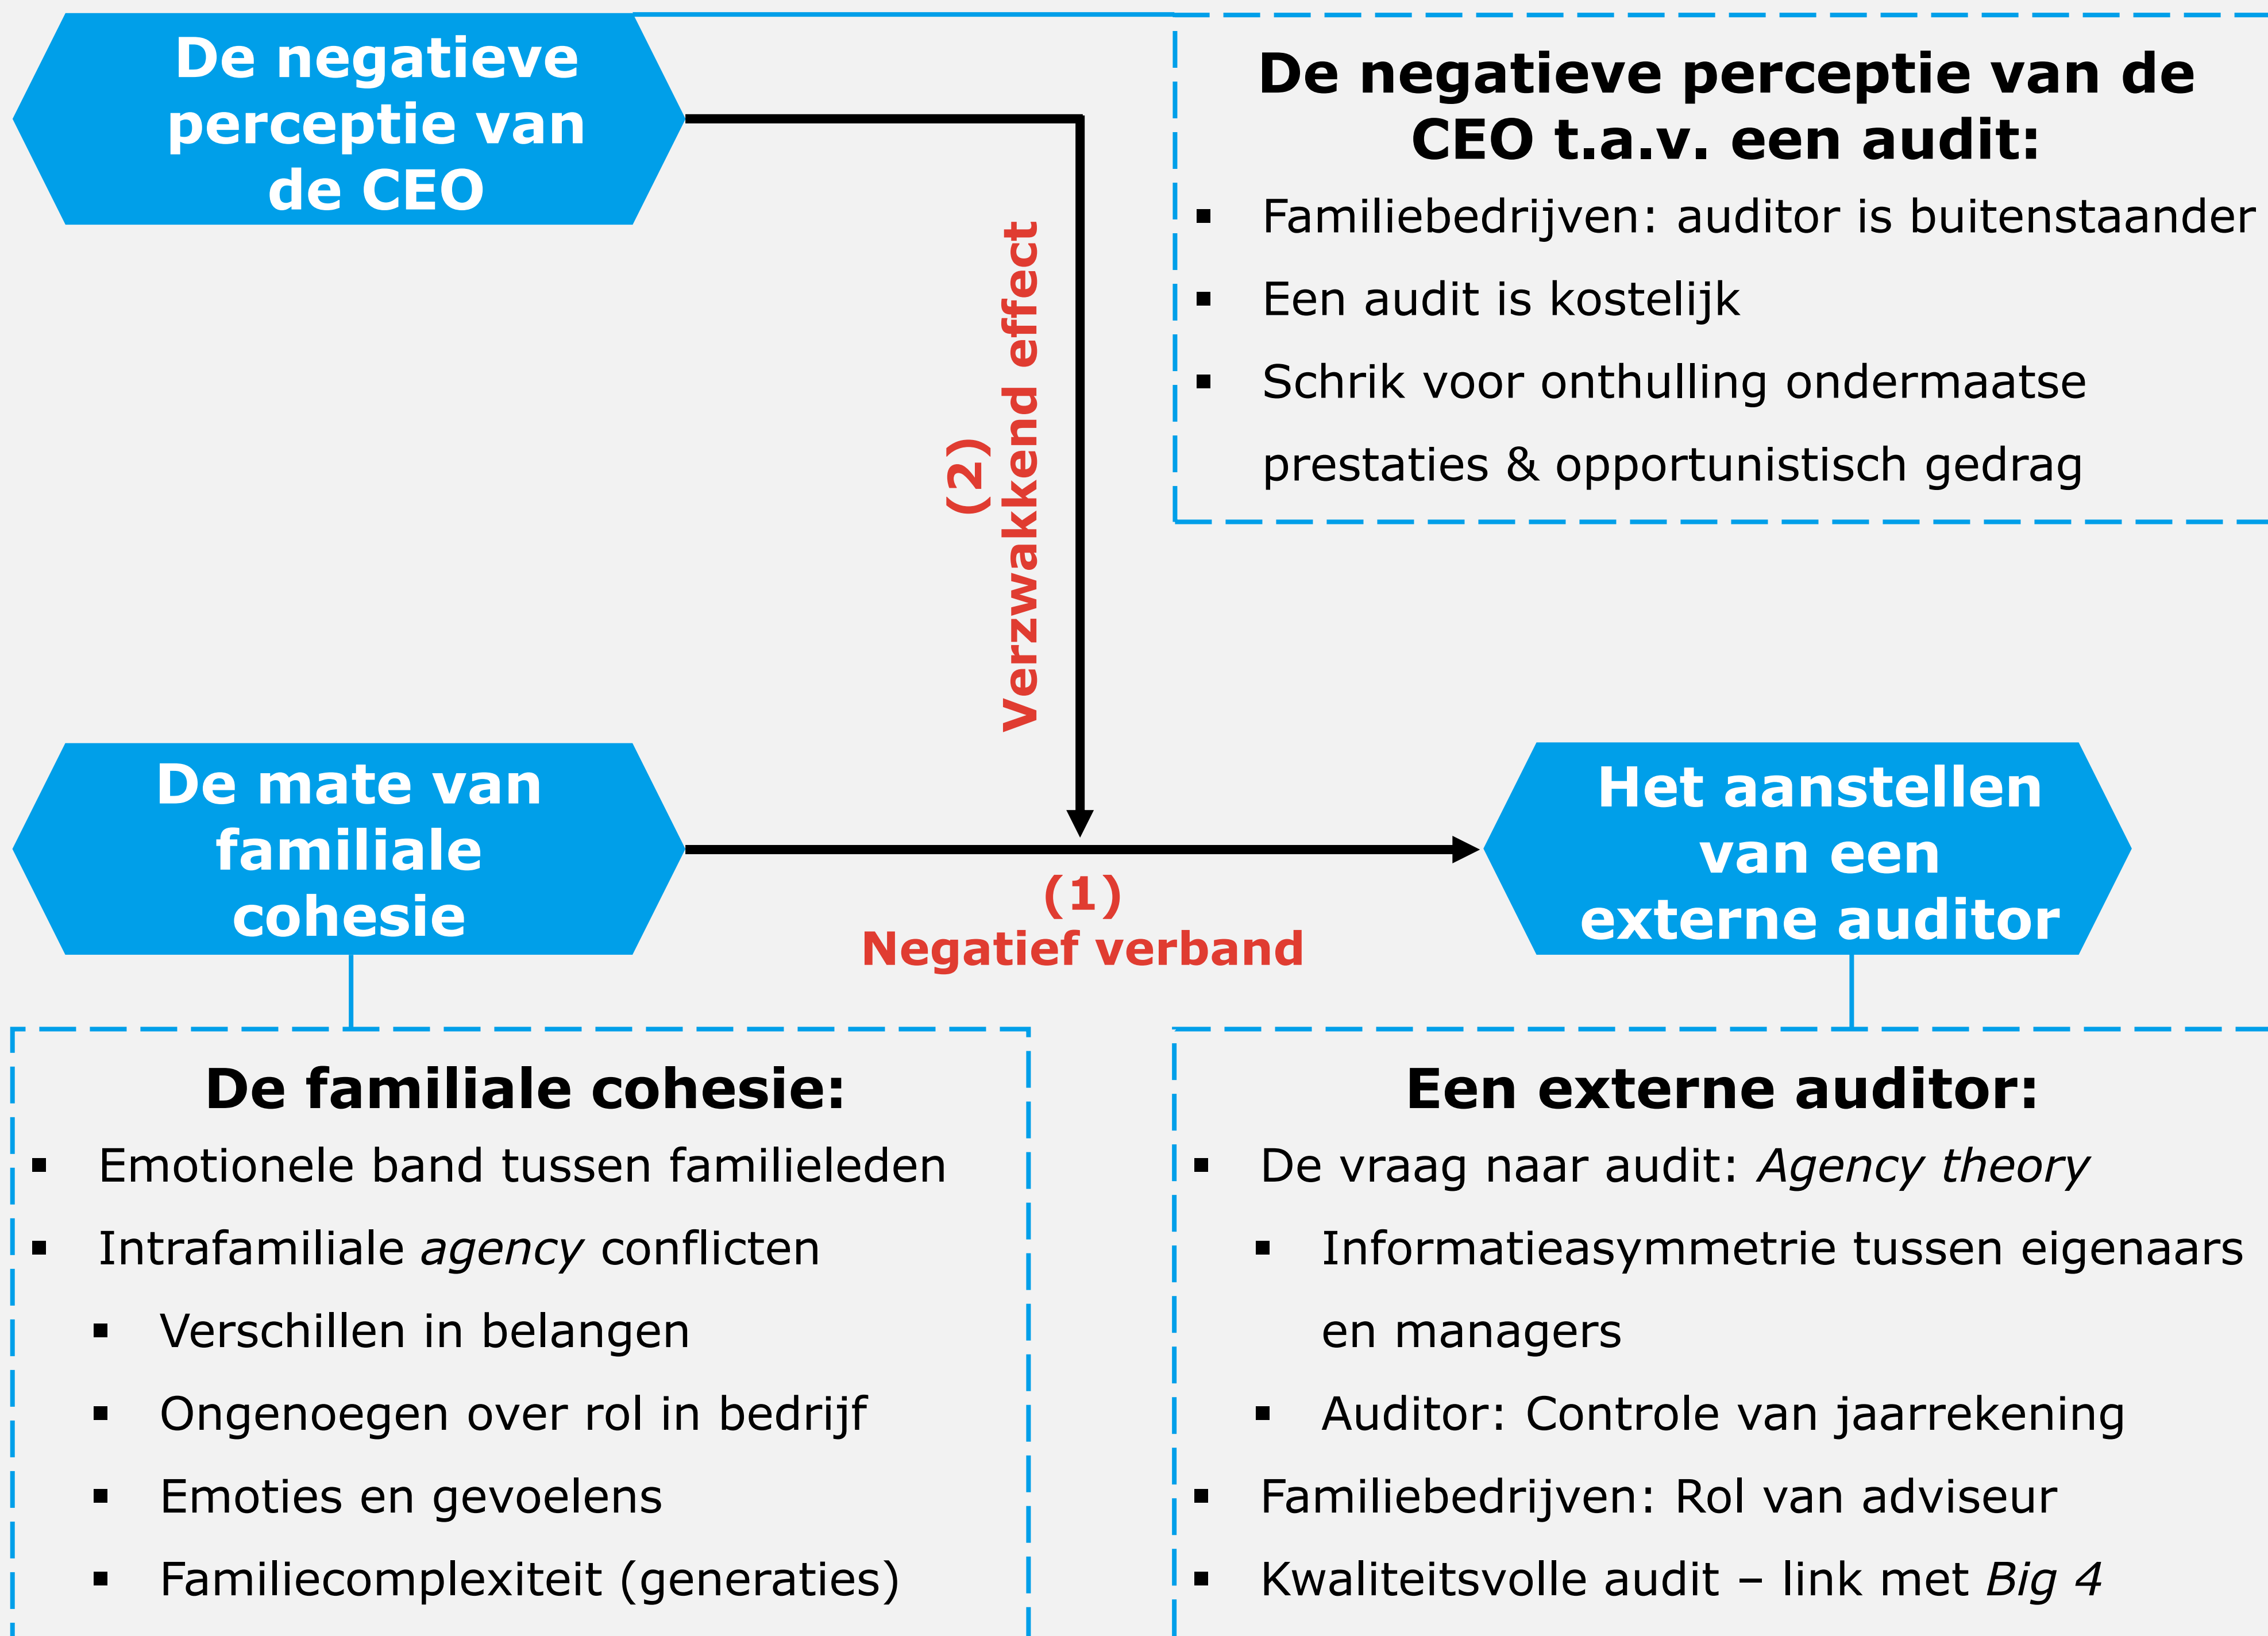 De negatieve
perceptie van
de CEO
De negatieve perceptie van de
CEO t.a.v. een audit:
▪ Familiebedrijven: auditor is buitenstaander
▪ Een audit is kostelijk
▪ Schrik voor onthulling ondermaatse
prestaties & opportunistisch gedrag
(2)
Verzwakkend effect
De mate van
familiale
cohesie
(1)
Negatief verband
Het aanstellen
van een
externe auditor
De familiale cohesie:
▪ Emotionele band tussen familieleden
▪ Intrafamiliale agency conflicten
▪ Verschillen in belangen
▪ Ongenoegen over rol in bedrijf
▪ Emoties en gevoelens
▪ Familiecomplexiteit (generaties)
Een externe auditor:
▪ De vraag naar audit: Agency theory
▪ Informatieasymmetrie tussen eigenaars
en managers
▪ Auditor: Controle van jaarrekening
▪ Familiebedrijven: Rol van adviseur
▪ Kwaliteitsvolle audit – link met Big 4